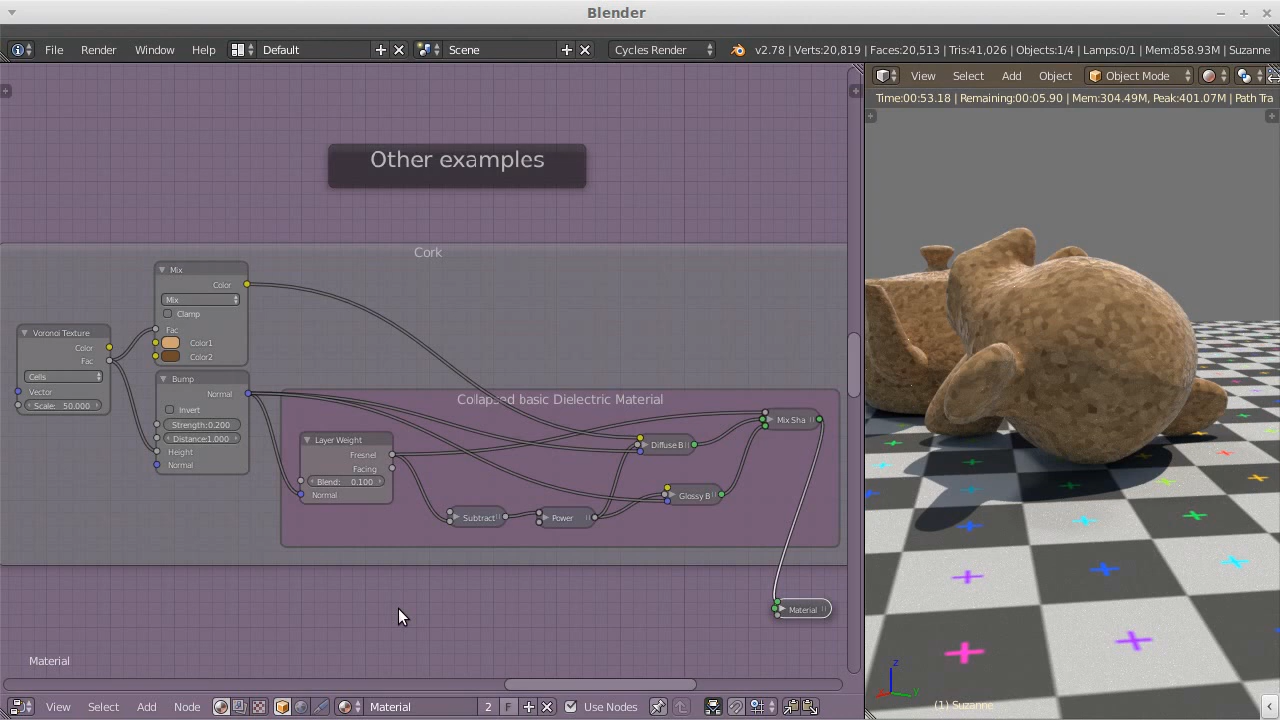 Blender
File Render Window Help Default Scene Cycles Render v2.78 | Verts:20,819 | Faces:20,513 | Tris:41,026 | Objects:1/4 | Lamps:0/1 | Mem:858.93M | Suzanne
View Select Add Object Object Mode
Time:00:53.18 | Remaining:00:05.90 | Mem:304.49M, Peak:401.07M | Path Tra
Other examples
Cork
Mix
Color
Mix
Clamp
Fac
Color1
Color2
Voronoi Texture
Color
Fac
Cells
Vector
Scale: 50.000
Bump
Normal
Invert
Strength:0.200
Distance:1.000
Height
Normal
Collapsed basic Dielectric Material
Layer Weight
Fresnel
Facing
Blend: 0.100
Normal
Subtract
Power
Diffuse B
Glossy B
Mix Sha
Material
Material
z
y
(1) Suzanne
View Select Add Node Material 2 F Use Nodes